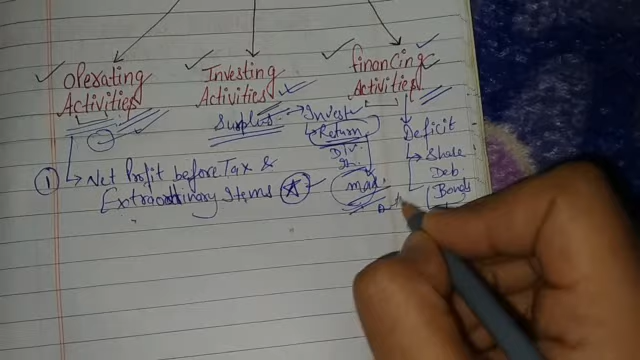 Operating
Activities
Investing
Activities
financing
Activities
Surplus
Invest
Return
Div.
max.
Deficit
Share
Deb.
Bonds
① Net Profit before Tax &
Extraordinary Items